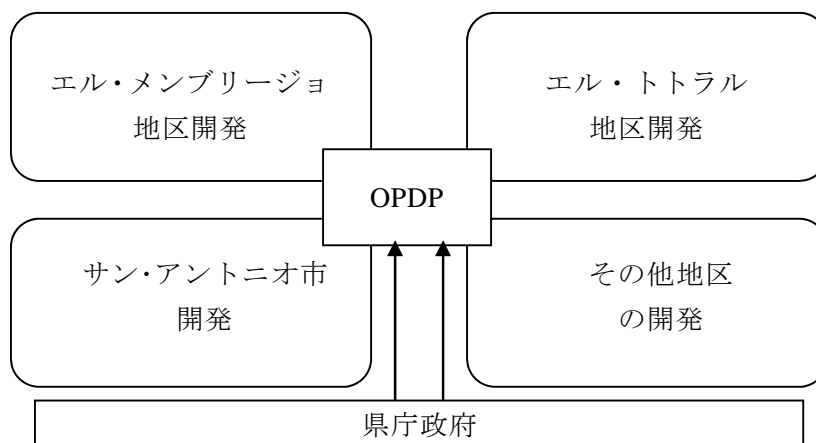 エル・メンブリージョ
地区開発
エル・トトラル
地区開発
OPDP
サン・アントニオ市
開発
その他地区
の開発
県庁政府